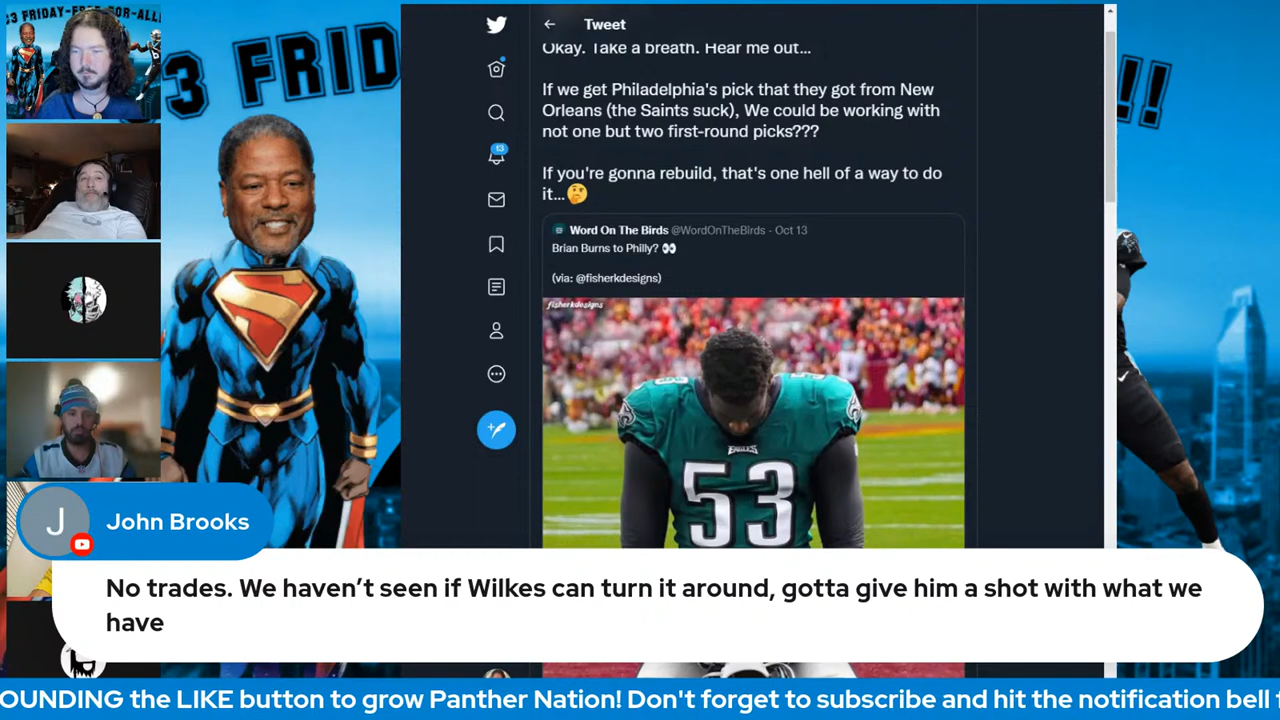 3 FRIDAY-FREE-FOR-ALL!
3 FRID
!!
Tweet
Okay. Take a breath. Hear me out...
If we get Philadelphia's pick that they got from New
Orleans (the Saints suck), We could be working with
not one but two first-round picks???
If you're gonna rebuild, that's one hell of a way to do
it...🤔
13
Word On The Birds @WordOnTheBirds · Oct 13
Brian Burns to Philly? 👀
(via: @fisherkdesigns)
fisherkdesigns
EAGLES
53
J
John Brooks
No trades. We haven’t seen if Wilkes can turn it around, gotta give him a shot with what we
have
OUNDING the LIKE button to grow Panther Nation! Don't forget to subscribe and hit the notification bell